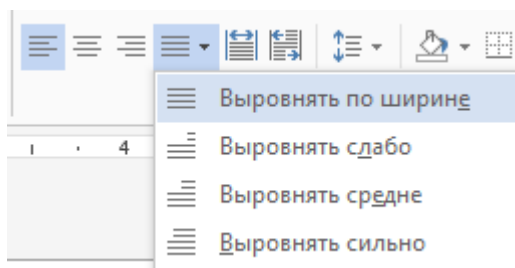 Выровнять по ширине
4
Выровнять слабо
Выровнять средне
Выровнять сильно